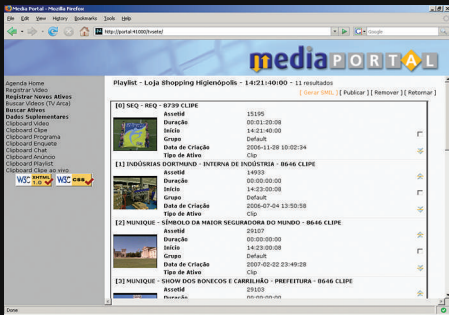 Media Portal - Mozilla Firefox
File Edit View History Bookmarks Tools Help
http://portal:41000/tvsete/
Google
mediaPORTAL
Agenda Home
Registrar Video
Registrar Novos Ativos
Buscar Videos (TV Arca)
Buscar Ativos
Dados Suplementares
Clipboard Video
Clipboard Clipe
Clipboard Programa
Clipboard Enquete
Clipboard Chat
Clipboard Anúncio
Clipboard Playlist
Clipboard Clipe ao vivo
W3C XHTML 1.0
W3C CSS
Playlist - Loja Shopping Higienópolis - 14:21:40:00 - 11 resultados
[ Gerar SMIL ] [ Publicar ] [ Remover ] [ Retornar ]
[0] SEQ - REQ - 8739 CLIPE
Assetid 15195
Duração 00:01:20:08
Início 14:21:40:00
Grupo Default
Data de Criação 2006-11-28 10:02:34
Tipo de Ativo Clip
[1] INDÚSRIAS DORTMUND - INTERNA DE INDÚSTRIA - 8646 CLIPE
Assetid 14933
Duração 00:00:00:00
Início 14:23:00:08
Grupo Default
Data de Criação 2006-07-04 13:50:58
Tipo de Ativo Clip
[2] MUNIQUE - SÍMBOLO DA MAIOR SEGURADORA DO MUNDO - 8646 CLIPE
Assetid 29107
Duração 00:00:00:00
Início 14:23:00:08
Grupo Default
Data de Criação 2007-02-22 23:49:28
Tipo de Ativo Clip
[3] MUNIQUE - SHOW DOS BONECOS E CARRILHÃO - PREFEITURA - 8646 CLIPE
Assetid 29103
Duração 00:00:00:00
Done